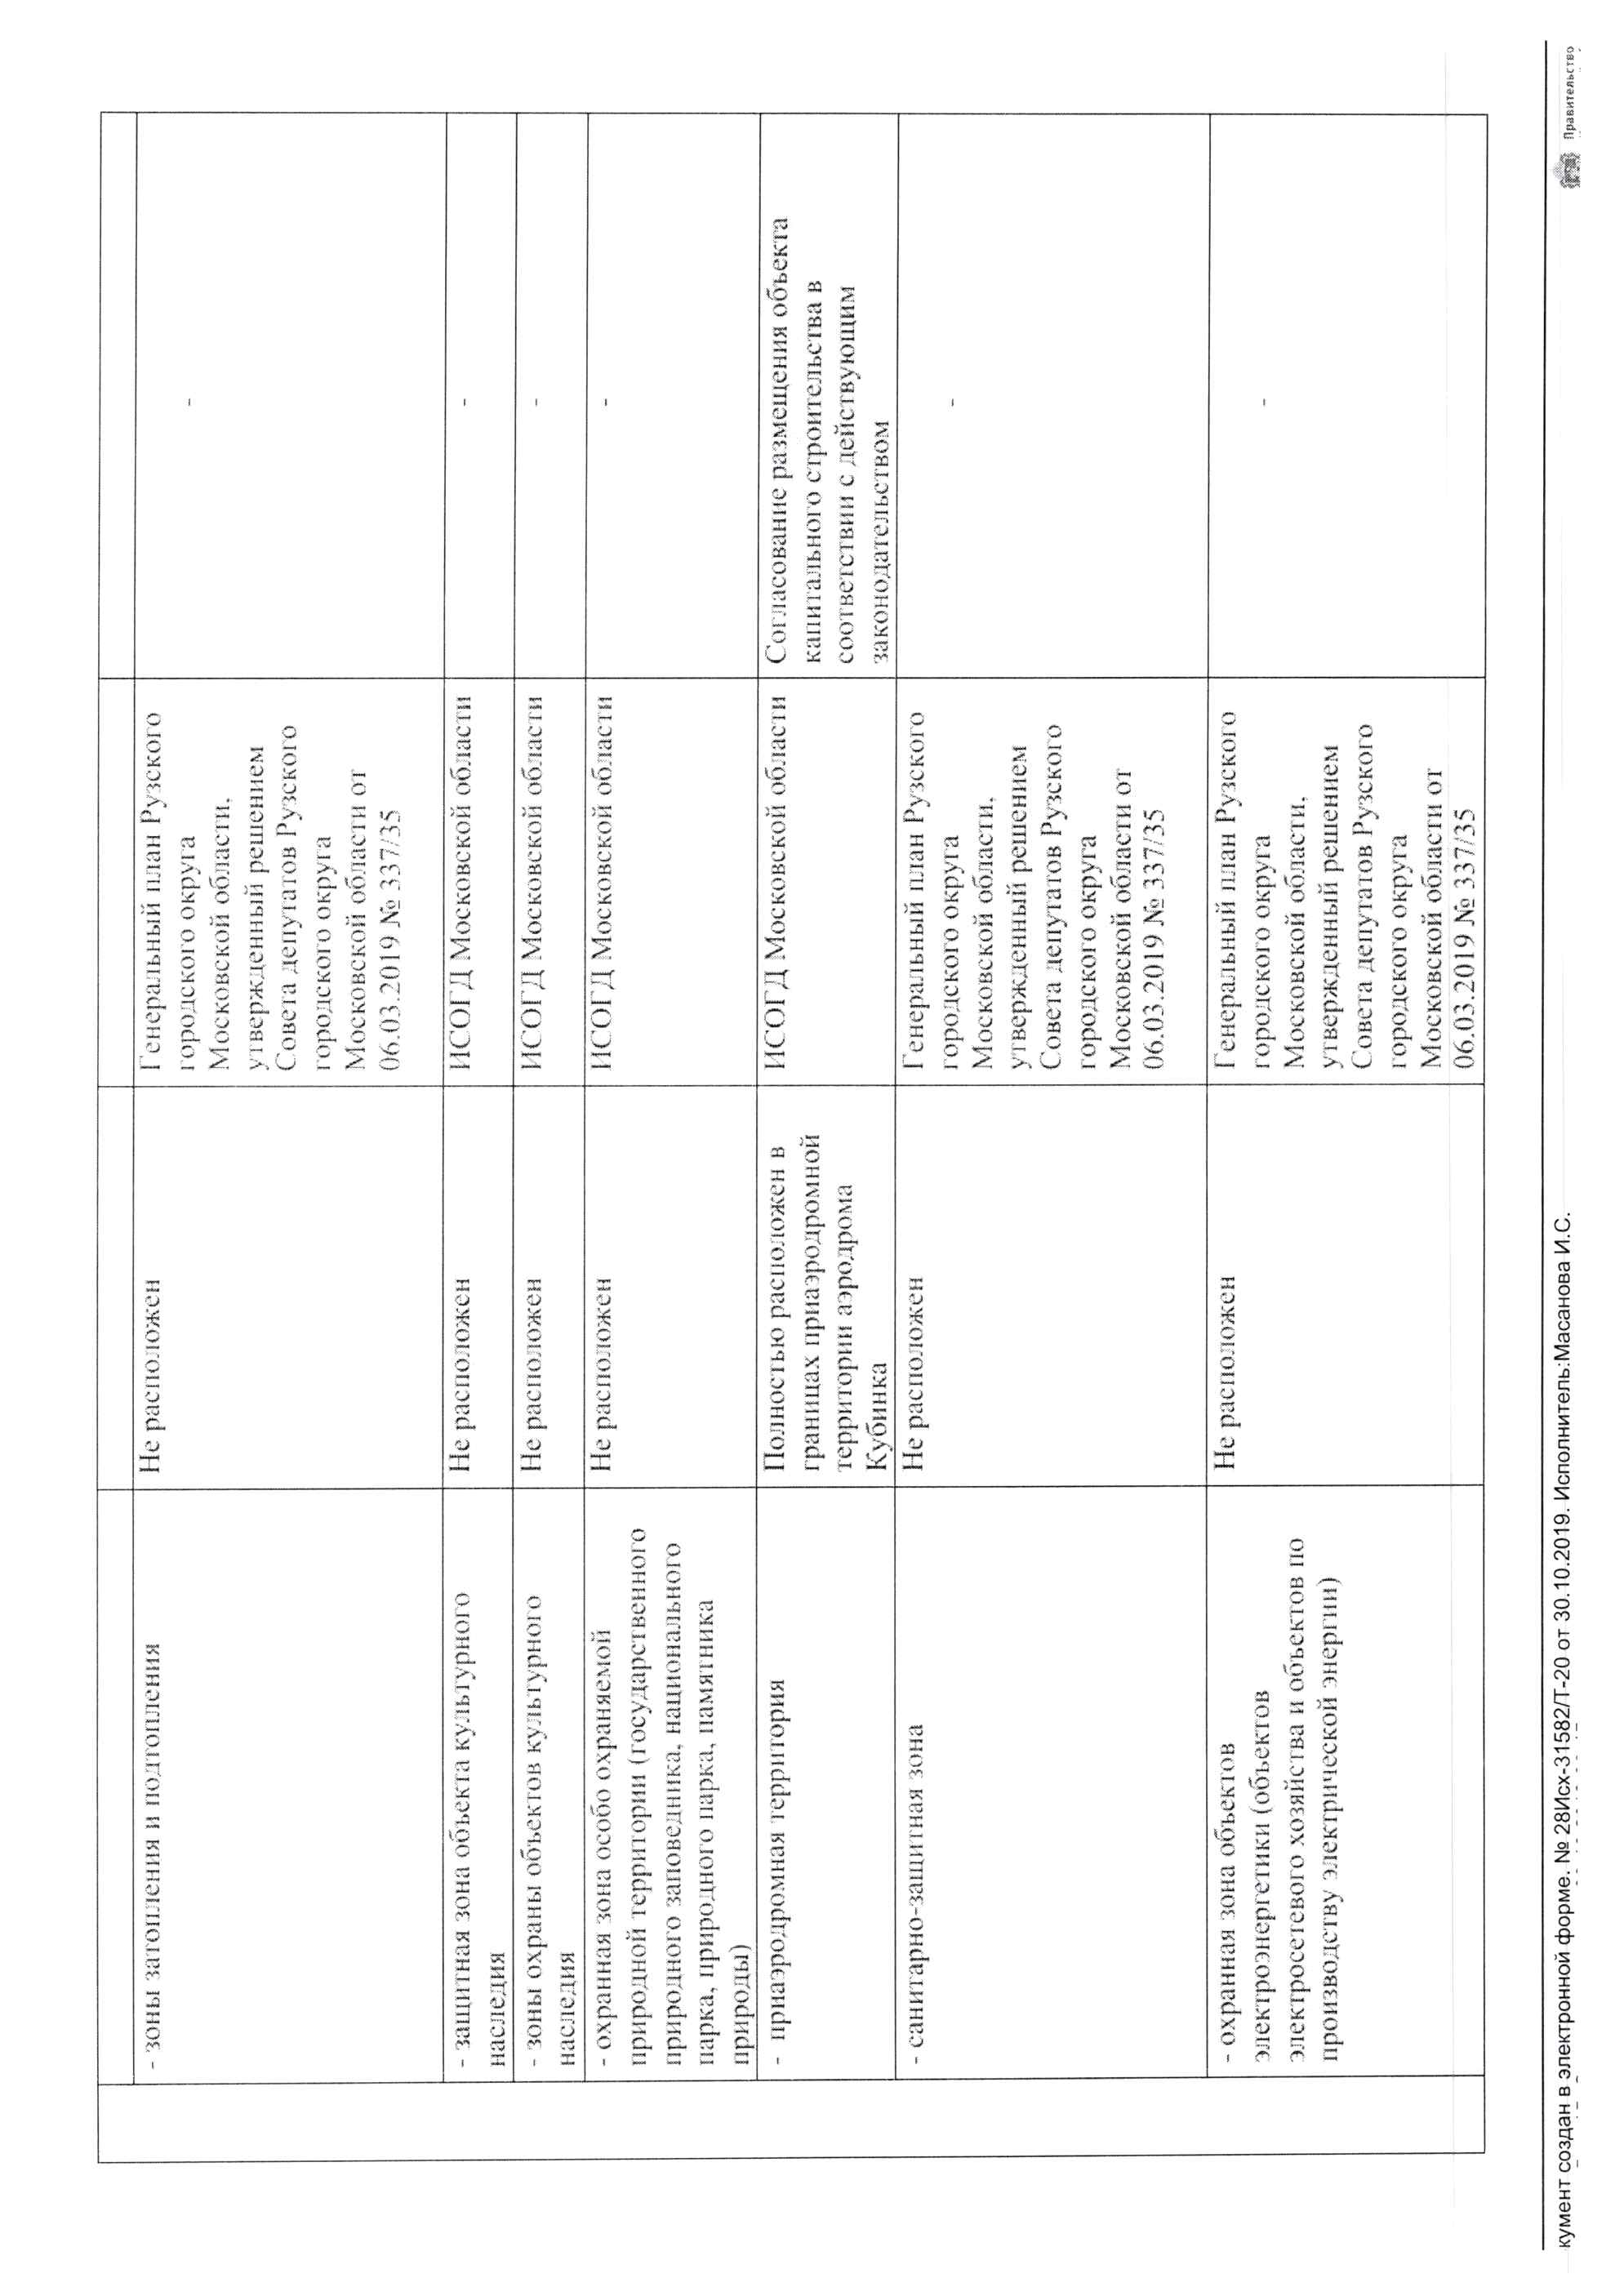 - зоны затопления и подтопления
Не расположен
Генеральный план Рузского
городского округа
Московской области,
утвержденный решением
Совета депутатов Рузского
городского округа
Московской области от
06.03.2019 № 337/35
-
- защитная зона объекта культурного
наследия
Не расположен
ИСОГД Московской области
-
- зоны охраны объектов культурного
наследия
Не расположен
ИСОГД Московской области
-
- охранная зона особо охраняемой
природной территории (государственного
природного заповедника, национального
парка, природного парка, памятника
природы)
Не расположен
ИСОГД Московской области
-
- приаэродромная территория
Полностью расположен в
границах приаэродромной
территории аэродрома
Кубинка
ИСОГД Московской области
Согласование размещения объекта
капитального строительства в
соответствии с действующим
законодательством
- санитарно-защитная зона
Не расположен
Генеральный план Рузского
городского округа
Московской области,
утвержденный решением
Совета депутатов Рузского
городского округа
Московской области от
06.03.2019 № 337/35
-
- охранная зона объектов
электроэнергетики (объектов
электросетевого хозяйства и объектов по
производству электрической энергии)
Не расположен
Генеральный план Рузского
городского округа
Московской области,
утвержденный решением
Совета депутатов Рузского
городского округа
Московской области от
06.03.2019 № 337/35
-
кумент создан в электронной форме. № 28Исх-31582/Т-20 от 30.10.2019. Исполнитель:Масанова И.С.
Правительство